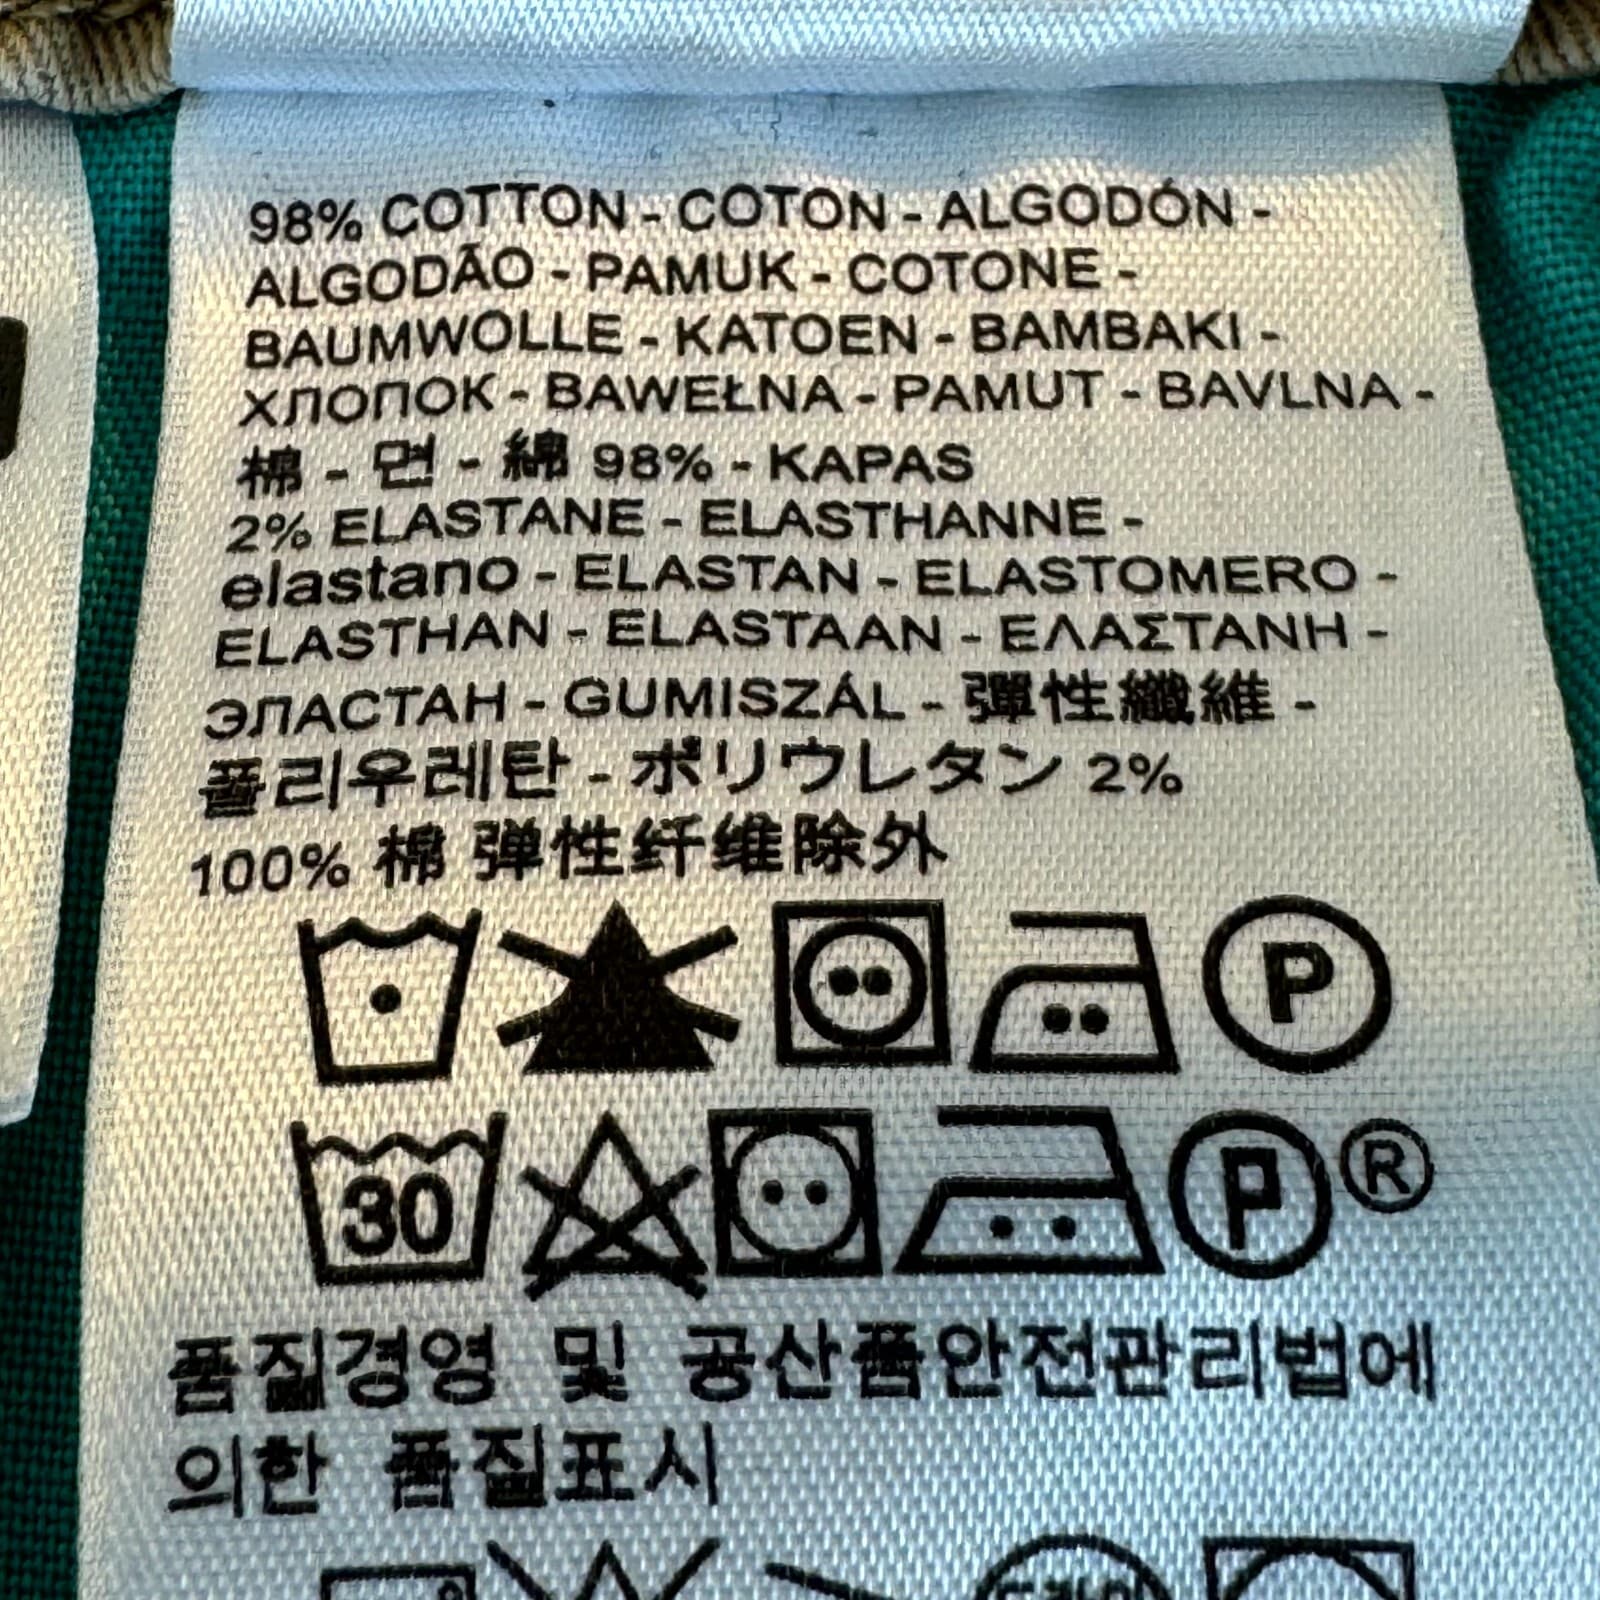 98% COTTON - COTON - ALGODÓN -
ALGODÃO - PAMUK - COTONE -
BAUMWOLLE - KATOEN - BAMBAKI -
ХЛОПОК - BAWEŁNA - PAMUT - BAVLNA -
棉 - 면 - 綿 98% - KAPAS
2% ELASTANE - ELASTHANNE -
elastano - ELASTAN - ELASTOMERO -
ELASTHAN - ELASTAAN - ΕΛΑΣΤΑΝΗ -
ЭЛАСТАН - GUMISZÁL - 彈性纖維 -
폴리우레탄 - ポリウレタン 2%
100% 棉 弹性纤维除外
P
30 P ®
품질경영 및 공산품안전관리법에
의한 품질표시